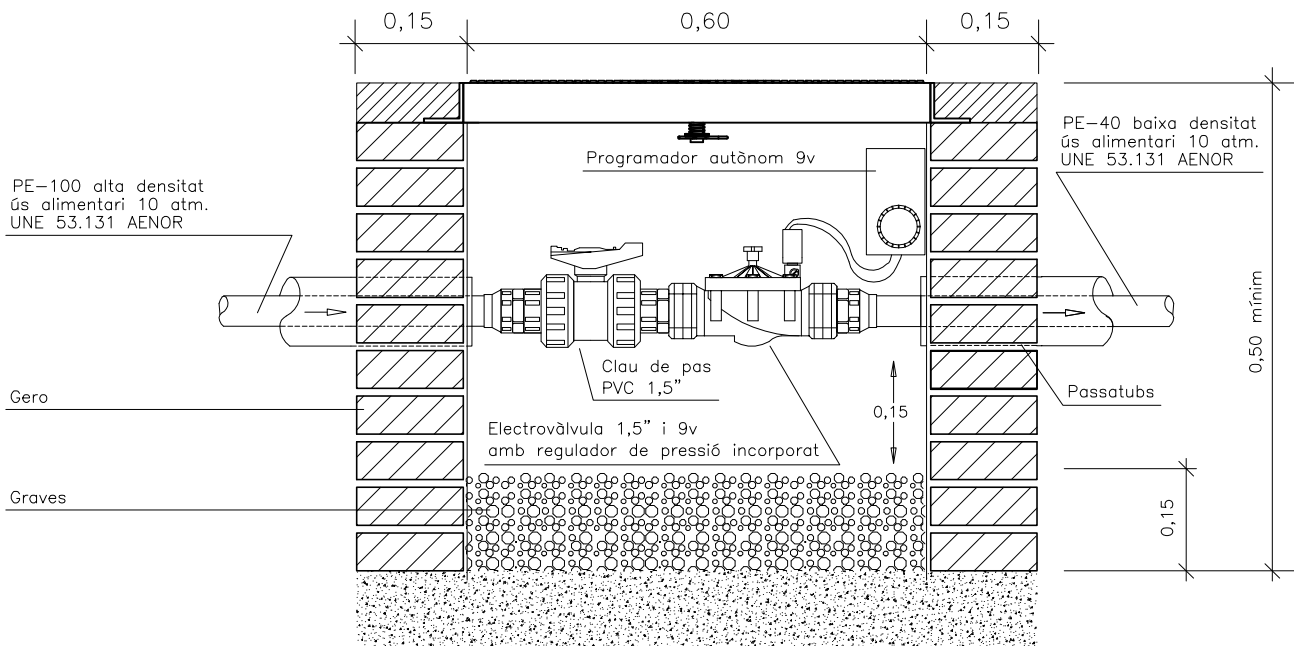 0,15
0,60
0,15
PE-40 baixa densitat
ús alimentari 10 atm.
UNE 53.131 AENOR
Programador autònom 9v
PE-100 alta densitat
ús alimentari 10 atm.
UNE 53.131 AENOR
0,50 mínim
Clau de pas
PVC 1,5"
Passatubs
Gero
0,15
Electrovàlvula 1,5" i 9v
amb regulador de pressió incorporat
Graves
0,15